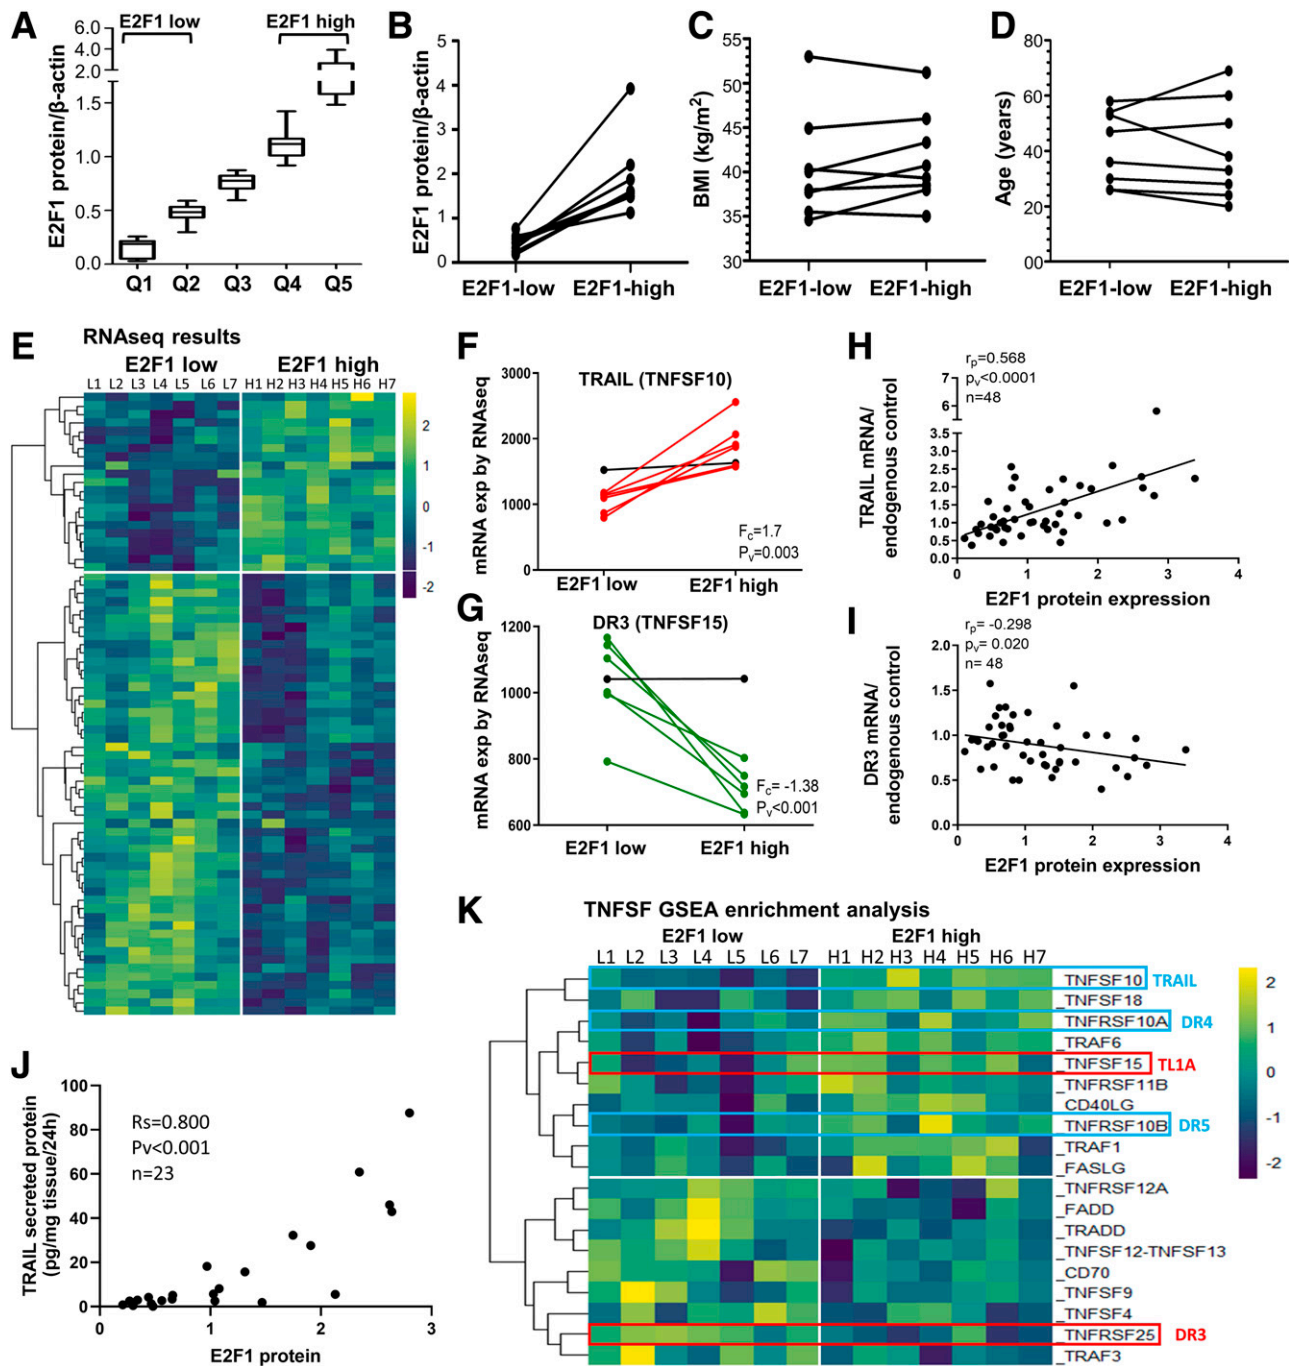 A
E2F1 low
E2F1 high
E2F1 protein/β-actin
6.0
4.0
2.0
1.5
1.0
0.5
0.0
Q1 Q2 Q3 Q4 Q5
B
E2F1 protein/β-actin
5
4
3
2
1
0
E2F1-low E2F1-high
C
BMI (kg/m²)
55
50
45
40
35
30
E2F1-low E2F1-high
D
Age (years)
80
60
40
20
00
E2F1-low E2F1-high
E
RNAseq results
E2F1 low E2F1 high
L1 L2 L3 L4 L5 L6 L7 H1 H2 H3 H4 H5 H6 H7
2
1
0
-1
-2
F
TRAIL (TNFSF10)
mRNA exp by RNAseq
3000
2000
1000
0
Fc=1.7
Pv=0.003
E2F1 low E2F1 high
G
DR3 (TNFSF15)
mRNA exp by RNAseq
1200
1000
800
600
Fc= -1.38
Pv<0.001
E2F1 low E2F1 high
H
rp=0.568
pv<0.0001
n=48
TRAIL mRNA/
endogenous control
7
6
3.5
3.0
2.5
2.0
1.5
1.0
0.5
0.0
0 1 2 3 4
E2F1 protein expression
I
rp= -0.298
pv= 0.020
n= 48
DR3 mRNA/
endogenous control
2.0
1.5
1.0
0.5
0.0
0 1 2 3 4
E2F1 protein expression
J
TRAIL secreted protein
(pg/mg tissue/24h)
100
80
60
40
20
0
Rs=0.800
Pv<0.001
n=23
0 1 2 3
E2F1 protein
K
TNFSF GSEA enrichment analysis
E2F1 low E2F1 high
L1 L2 L3 L4 L5 L6 L7 H1 H2 H3 H4 H5 H6 H7
_TNFSF10 TRAIL
_TNFSF18
_TNFRSF10A DR4
_TRAF6
_TNFSF15 TL1A
_TNFRSF11B
CD40LG
_TNFRSF10B DR5
_TRAF1
_FASLG
_TNFRSF12A
_FADD
_TRADD
_TNFSF12-TNFSF13
_CD70
_TNFSF9
_TNFSF4
_TNFRSF25 DR3
_TRAF3
2
1
0
-1
-2